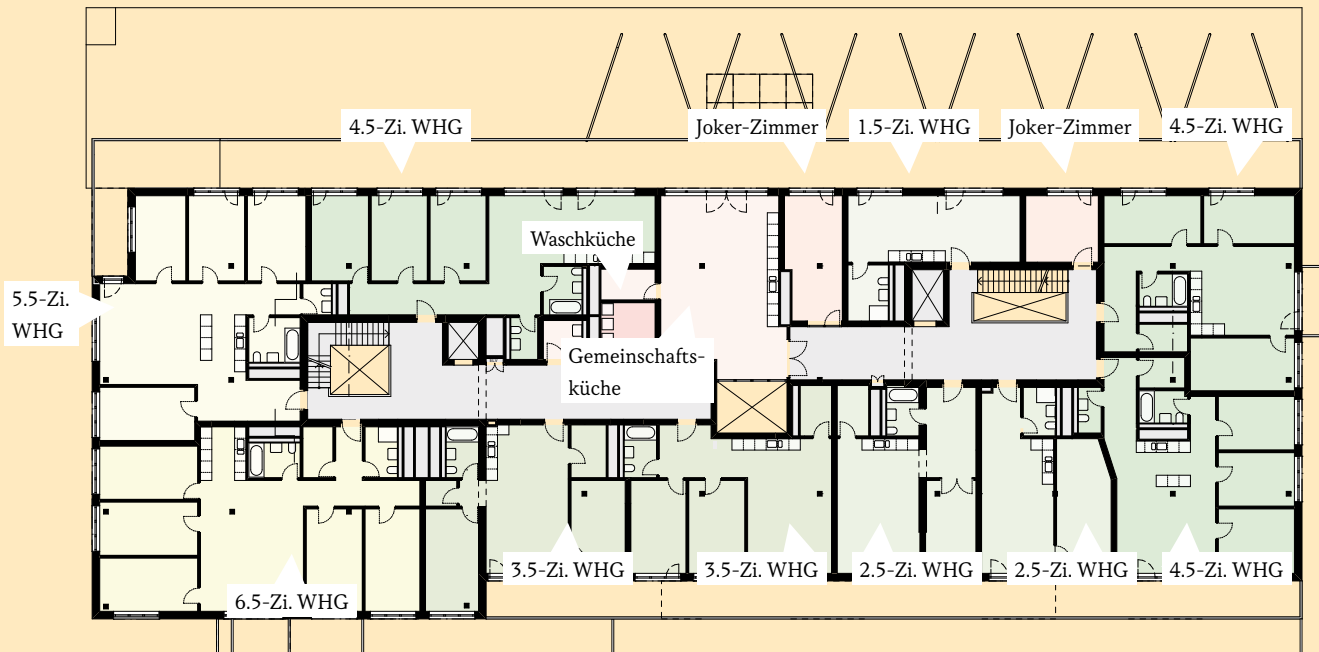 4.5-Zi. WHG
Joker-Zimmer
1.5-Zi. WHG
Joker-Zimmer
4.5-Zi. WHG
Waschküche
5.5-Zi.
WHG
Gemeinschafts-
küche
3.5-Zi. WHG
3.5-Zi. WHG
2.5-Zi. WHG
2.5-Zi. WHG
4.5-Zi. WHG
6.5-Zi. WHG